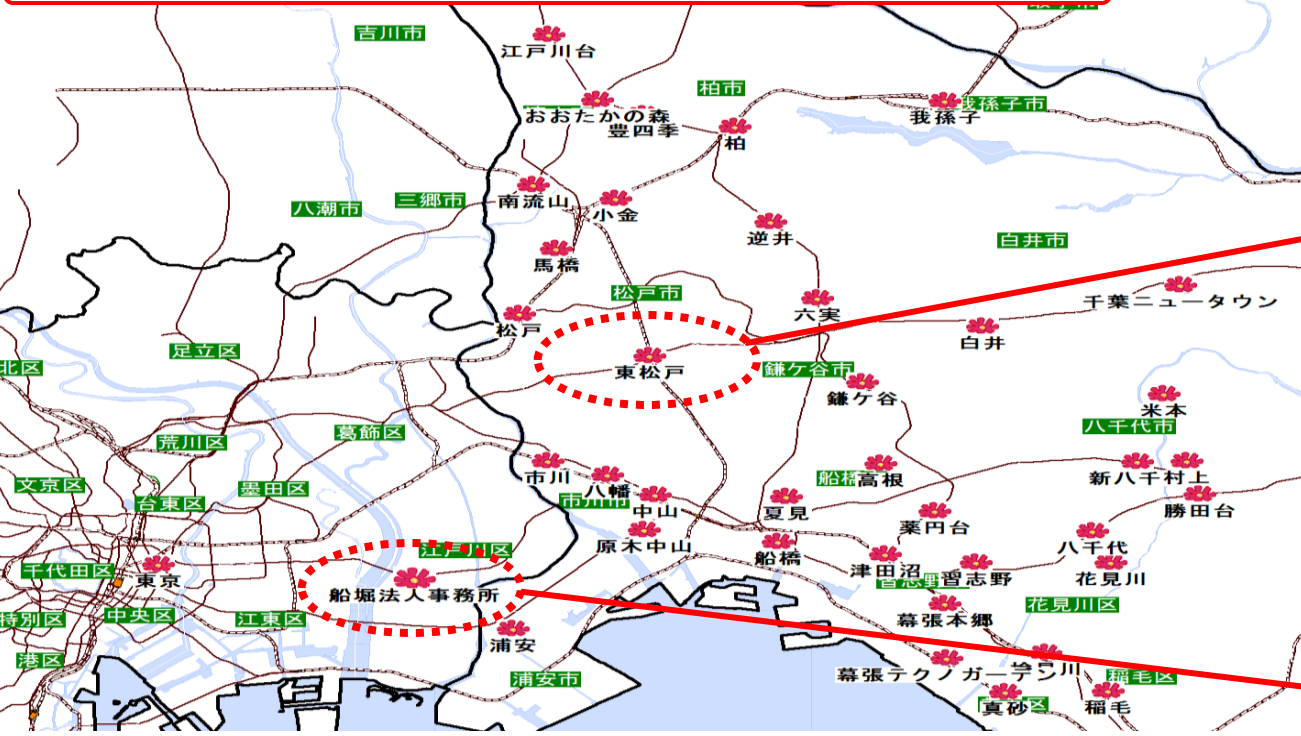 吉川市
江戸川台
柏市
おおたかの森
豊四季
我孫子市
我孫子
柏
三郷市
八潮市
南流山
小金
逆井
白井市
馬橋
松戸市
千葉ニュータウン
六実
松戸
白井
足立区
北区
東松戸
鎌ケ谷市
鎌ケ谷
米本
八千代市
葛飾区
荒川区
市川
八幡
市川市
中山
高根
新八千
村上
勝田台
文京区
墨田区
台東区
夏見
薬円台
原木中山
船橋
八千代
江戸川区
千代田区
東京
津田沼
習志野
花見川
船堀法人事務所
特別区
中央区
江東区
幕張本郷
花見川区
浦安
港区
浦安市
幕張テクノガーデン
稲毛区
真砂
稲毛